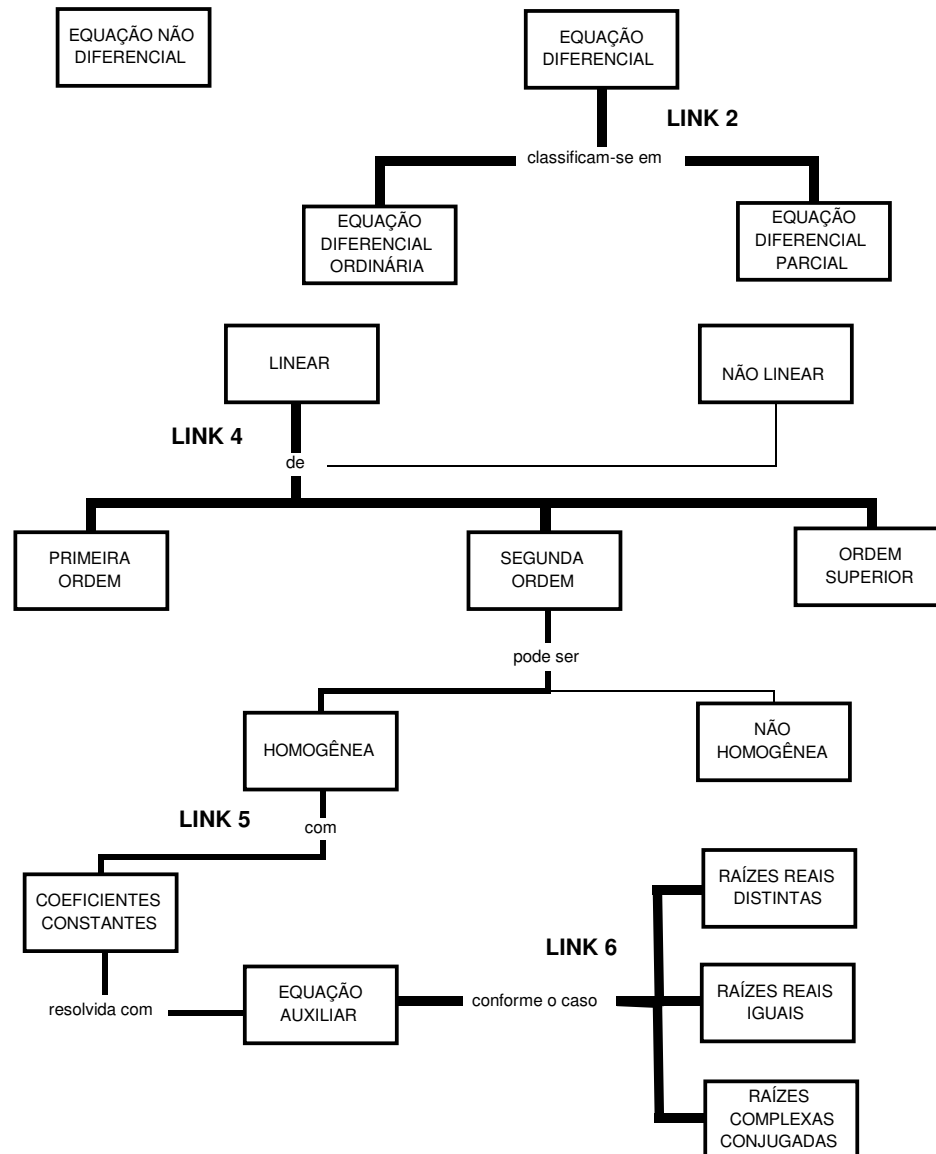 EQUAÇÃO NÃO
DIFERENCIAL
EQUAÇÃO
DIFERENCIAL
LINK 2
classificam-se em
EQUAÇÃO
DIFERENCIAL
ORDINÁRIA
EQUAÇÃO
DIFERENCIAL
PARCIAL
LINEAR
NÃO LINEAR
LINK 4
de
PRIMEIRA
ORDEM
SEGUNDA
ORDEM
ORDEM
SUPERIOR
pode ser
HOMOGÊNEA
NÃO
HOMOGÊNEA
LINK 5
com
COEFICIENTES
CONSTANTES
RAÍZES REAIS
DISTINTAS
LINK 6
resolvida com
EQUAÇÃO
AUXILIAR
conforme o caso
RAÍZES REAIS
IGUAIS
RAÍZES
COMPLEXAS
CONJUGADAS